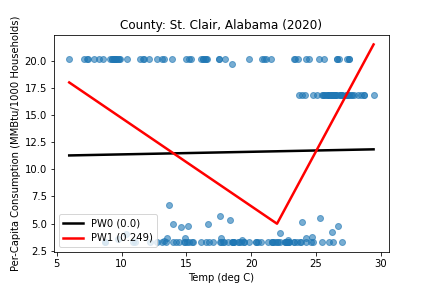 County: St. Clair, Alabama (2020)
Per-Capita Consumption (MMBtu/1000 Households)
20.0
17.5
15.0
12.5
10.0
7.5
5.0
2.5
PW0 (0.0)
PW1 (0.249)
5 10 15 20 25 30
Temp (deg C)